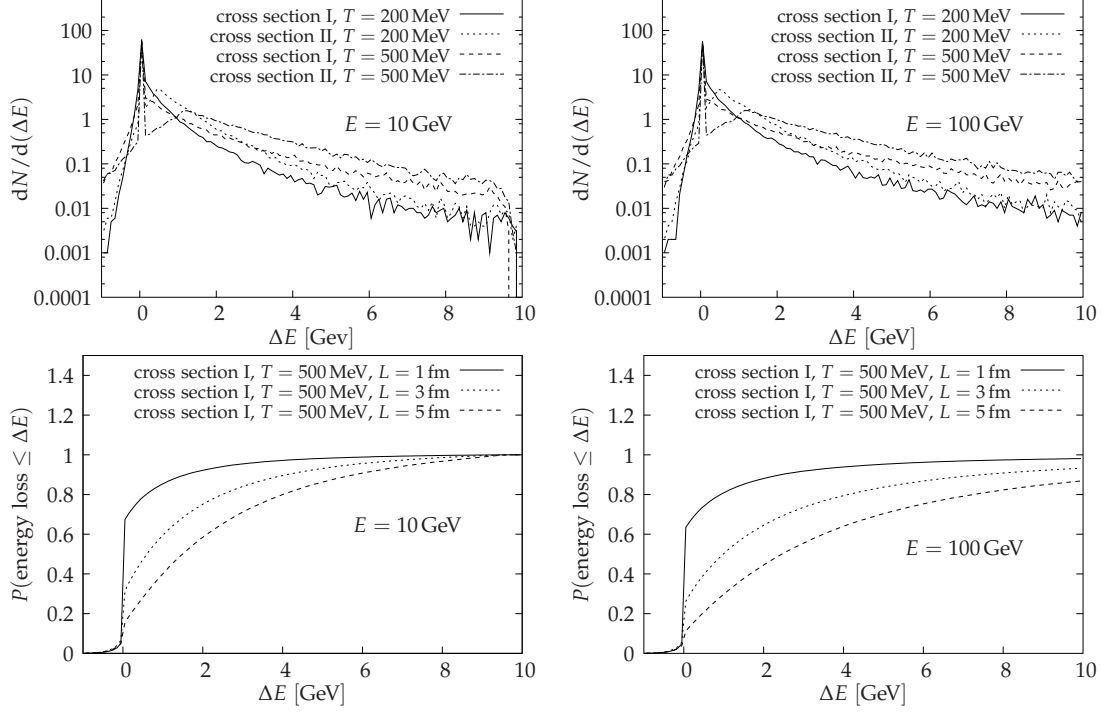 cross section I, T = 200 MeV
cross section II, T = 200 MeV
cross section I, T = 500 MeV
cross section II, T = 500 MeV
E = 10 GeV
dN/d(ΔE)
100
10
1
0.1
0.01
0.001
0.0001
0 2 4 6 8 10
ΔE [Gev]
cross section I, T = 200 MeV
cross section II, T = 200 MeV
cross section I, T = 500 MeV
cross section II, T = 500 MeV
E = 100 GeV
dN/d(ΔE)
100
10
1
0.1
0.01
0.001
0.0001
0 2 4 6 8 10
ΔE [GeV]
cross section I, T = 500 MeV, L = 1 fm
cross section I, T = 500 MeV, L = 3 fm
cross section I, T = 500 MeV, L = 5 fm
E = 10 GeV
P(energy loss ≤ ΔE)
1.4
1.2
1
0.8
0.6
0.4
0.2
0
0 2 4 6 8 10
ΔE [GeV]
cross section I, T = 500 MeV, L = 1 fm
cross section I, T = 500 MeV, L = 3 fm
cross section I, T = 500 MeV, L = 5 fm
E = 100 GeV
P(energy loss ≤ ΔE)
1.4
1.2
1
0.8
0.6
0.4
0.2
0
0 2 4 6 8 10
ΔE [GeV]